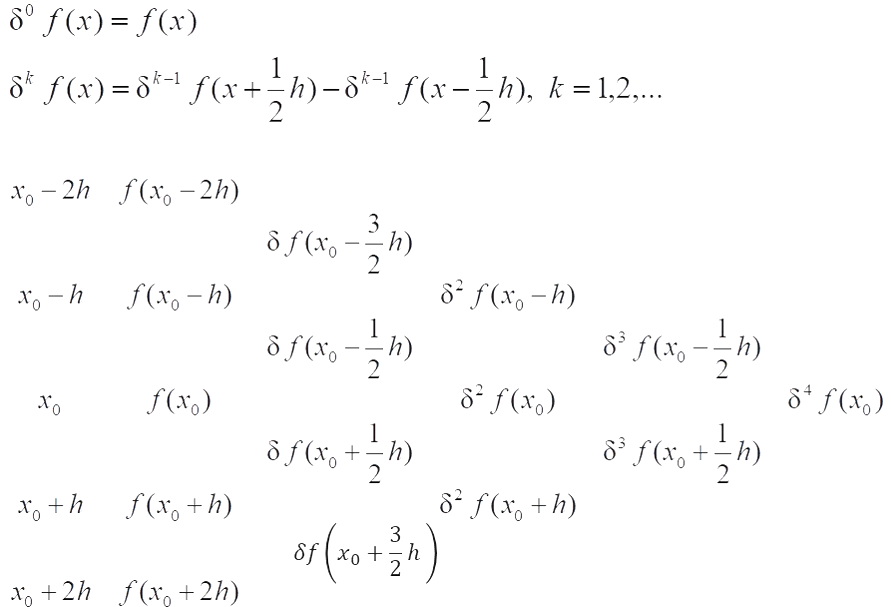 δ⁰ f(x) = f(x)
δᵏ f(x) = δᵏ⁻¹ f(x + 1/2 h) − δᵏ⁻¹ f(x − 1/2 h), k = 1,2,...
x₀ − 2h f(x₀ − 2h)
δ f(x₀ − 3/2 h)
x₀ − h f(x₀ − h) δ² f(x₀ − h)
δ f(x₀ − 1/2 h) δ³ f(x₀ − 1/2 h)
x₀ f(x₀) δ² f(x₀) δ⁴ f(x₀)
δ f(x₀ + 1/2 h) δ³ f(x₀ + 1/2 h)
x₀ + h f(x₀ + h) δ² f(x₀ + h)
δf(x₀ + 3/2 h)
x₀ + 2h f(x₀ + 2h)